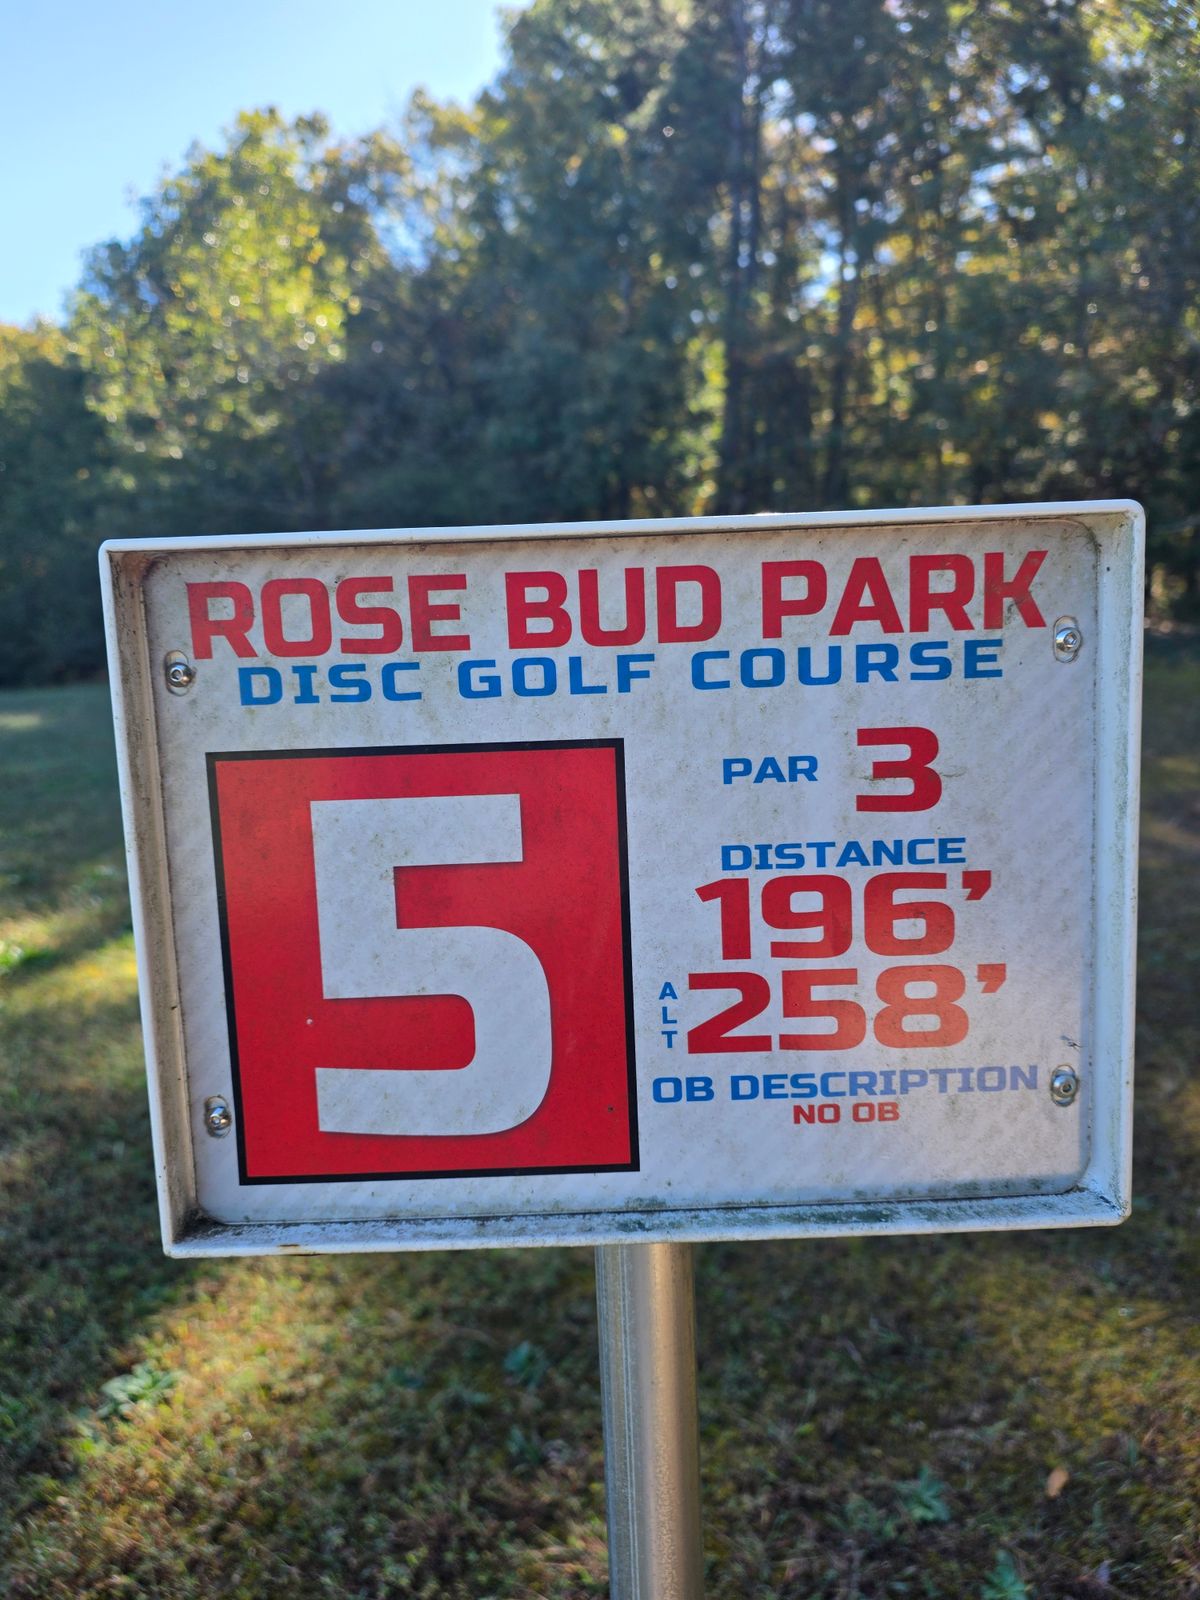 ROSE BUD PARK
DISC GOLF COURSE
5
PAR 3
DISTANCE
196’
ALT 258’
OB DESCRIPTION
NO OB